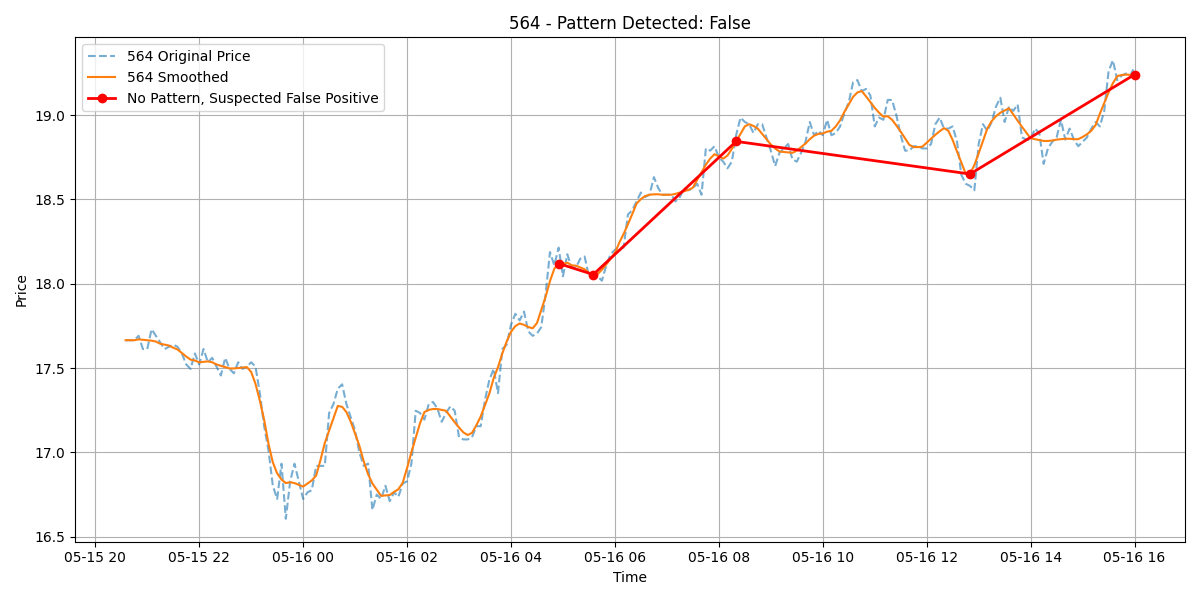 564 - Pattern Detected: False
564 Original Price
564 Smoothed
No Pattern, Suspected False Positive
Price
19.0
18.5
18.0
17.5
17.0
16.5
05-15 20 05-15 22 05-16 00 05-16 02 05-16 04 05-16 06 05-16 08 05-16 10 05-16 12 05-16 14 05-16 16
Time